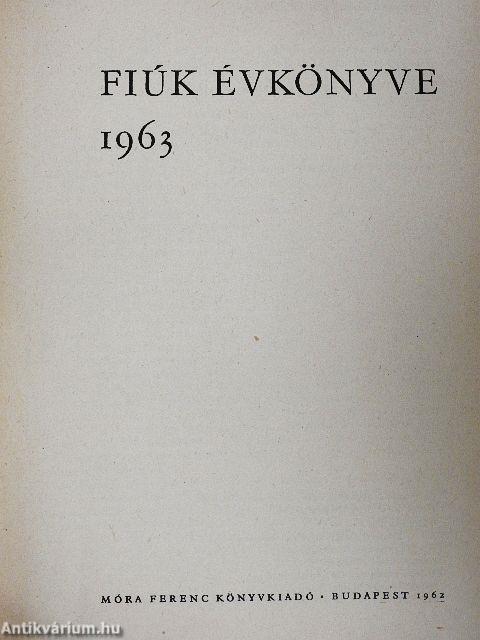 FIÚK ÉVKÖNYVE
1963
MÓRA FERENC KÖNYVKIADÓ · BUDAPEST 1962
Antikvárium.hu